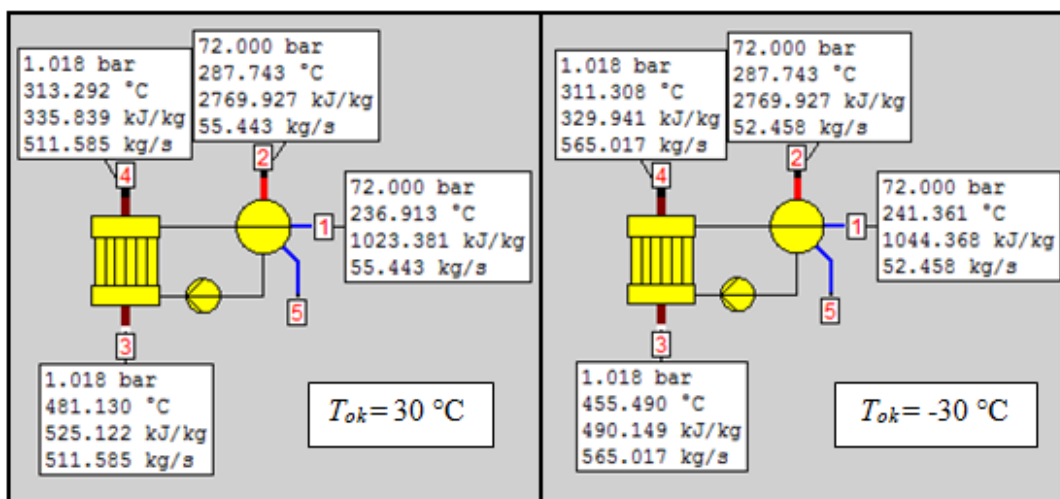 1.018 bar
313.292 °C
335.839 kJ/kg
511.585 kg/s
72.000 bar
287.743 °C
2769.927 kJ/kg
55.443 kg/s
4
2
72.000 bar
236.913 °C
1023.381 kJ/kg
55.443 kg/s
1
5
3
1.018 bar
481.130 °C
525.122 kJ/kg
511.585 kg/s
Tok= 30 °C
1.018 bar
311.308 °C
329.941 kJ/kg
565.017 kg/s
72.000 bar
287.743 °C
2769.927 kJ/kg
52.458 kg/s
4
2
72.000 bar
241.361 °C
1044.368 kJ/kg
52.458 kg/s
1
5
3
1.018 bar
455.490 °C
490.149 kJ/kg
565.017 kg/s
Tok= -30 °C